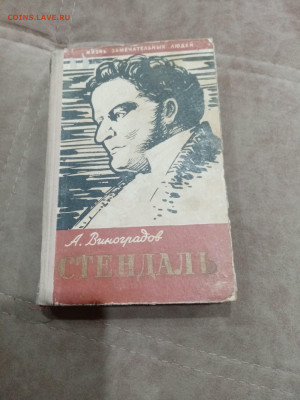 COINS.LAVE.RU
ЖИЗНЬ ЗАМЕЧАТЕЛЬНЫХ ЛЮДЕЙ
А. Виноградов
СТЕНДАЛЬ